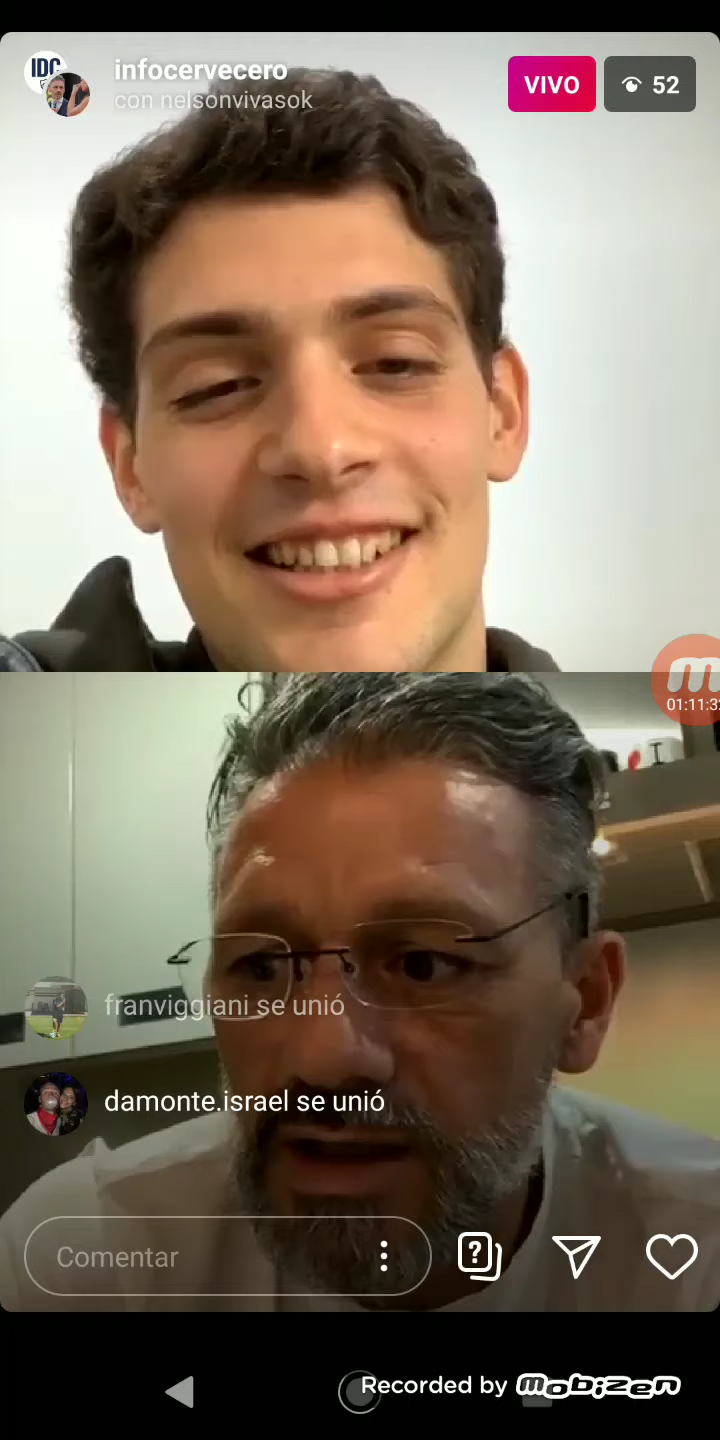 IDC
infocervecero
con nelsonvivasok
VIVO
52
01:11:32
franviggiani se unió
damonte.israel se unió
Comentar
Recorded by mobizen